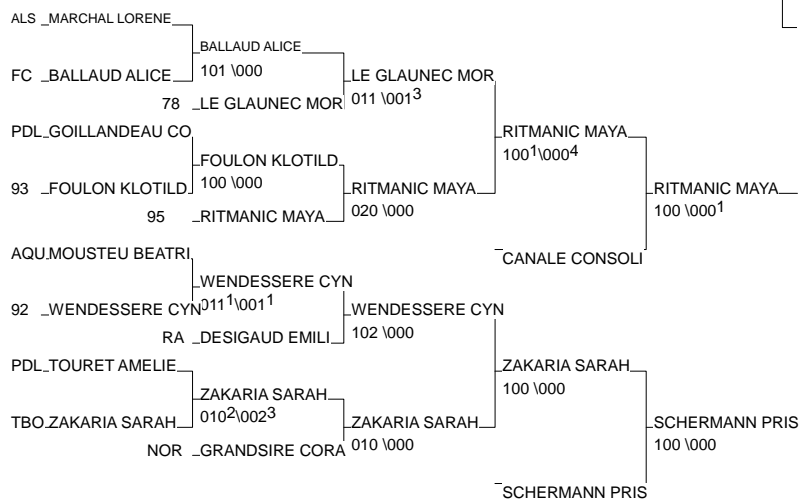 ALS MARCHAL LORENE
BALLAUD ALICE
101 \000
FC BALLAUD ALICE
LE GLAUNEC MOR
011 \001³
78 LE GLAUNEC MOR
PDL GOILLANDEAU CO
RITMANIC MAYA
100¹\000⁴
FOULON KLOTILD
100 \000
93 FOULON KLOTILD
RITMANIC MAYA
020 \000
RITMANIC MAYA
100 \000¹
95 RITMANIC MAYA
AQU MOUSTEU BEATRI
CANALE CONSOLI
WENDESSERE CYN
011¹\001¹
92 WENDESSERE CYN
WENDESSERE CYN
102 \000
RA DESIGAUD EMILI
PDL TOURET AMELIE
ZAKARIA SARAH
100 \000
ZAKARIA SARAH
010²\002³
TBO ZAKARIA SARAH
ZAKARIA SARAH
010 \000
SCHERMANN PRIS
100 \000
NOR GRANDSIRE CORA
SCHERMANN PRIS